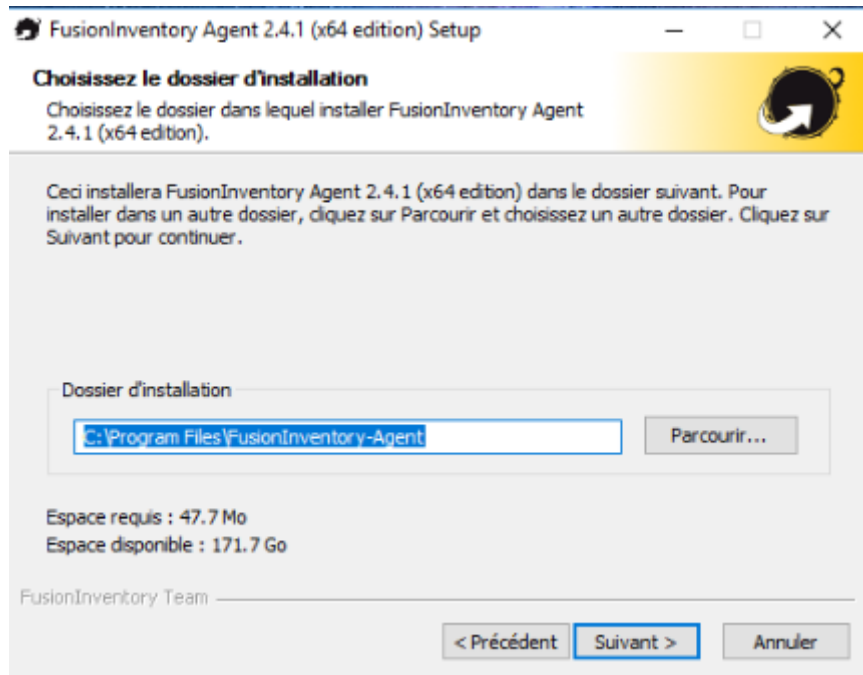 FusionInventory Agent 2.4.1 (x64 edition) Setup
Choisissez le dossier d'installation
Choisissez le dossier dans lequel installer FusionInventory Agent
2.4.1 (x64 edition).
Ceci installera FusionInventory Agent 2.4.1 (x64 edition) dans le dossier suivant. Pour
installer dans un autre dossier, cliquez sur Parcourir et choisissez un autre dossier. Cliquez sur
Suivant pour continuer.
Dossier d'installation
C:\Program Files\FusionInventory-Agent
Parcourir...
Espace requis : 47.7 Mo
Espace disponible : 171.7 Go
FusionInventory Team
< Précédent
Suivant >
Annuler